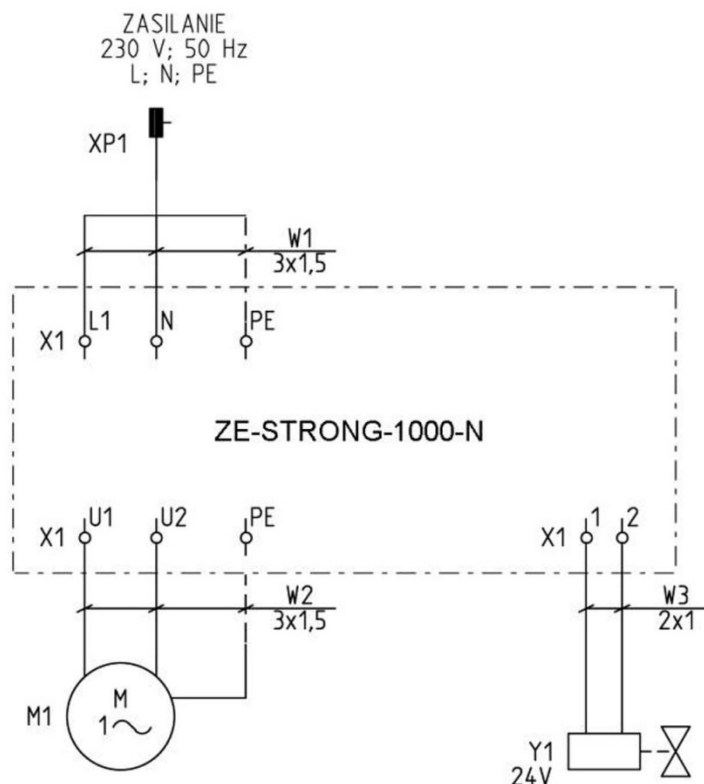 ZASILANIE
230 V; 50 Hz
L; N; PE
XP1
W1
3x1,5
L1 N PE
X1
ZE-STRONG-1000-N
U1 U2 PE
X1
1 2
X1
W2
3x1,5
W3
2x1
M
1
M1
Y1
24V